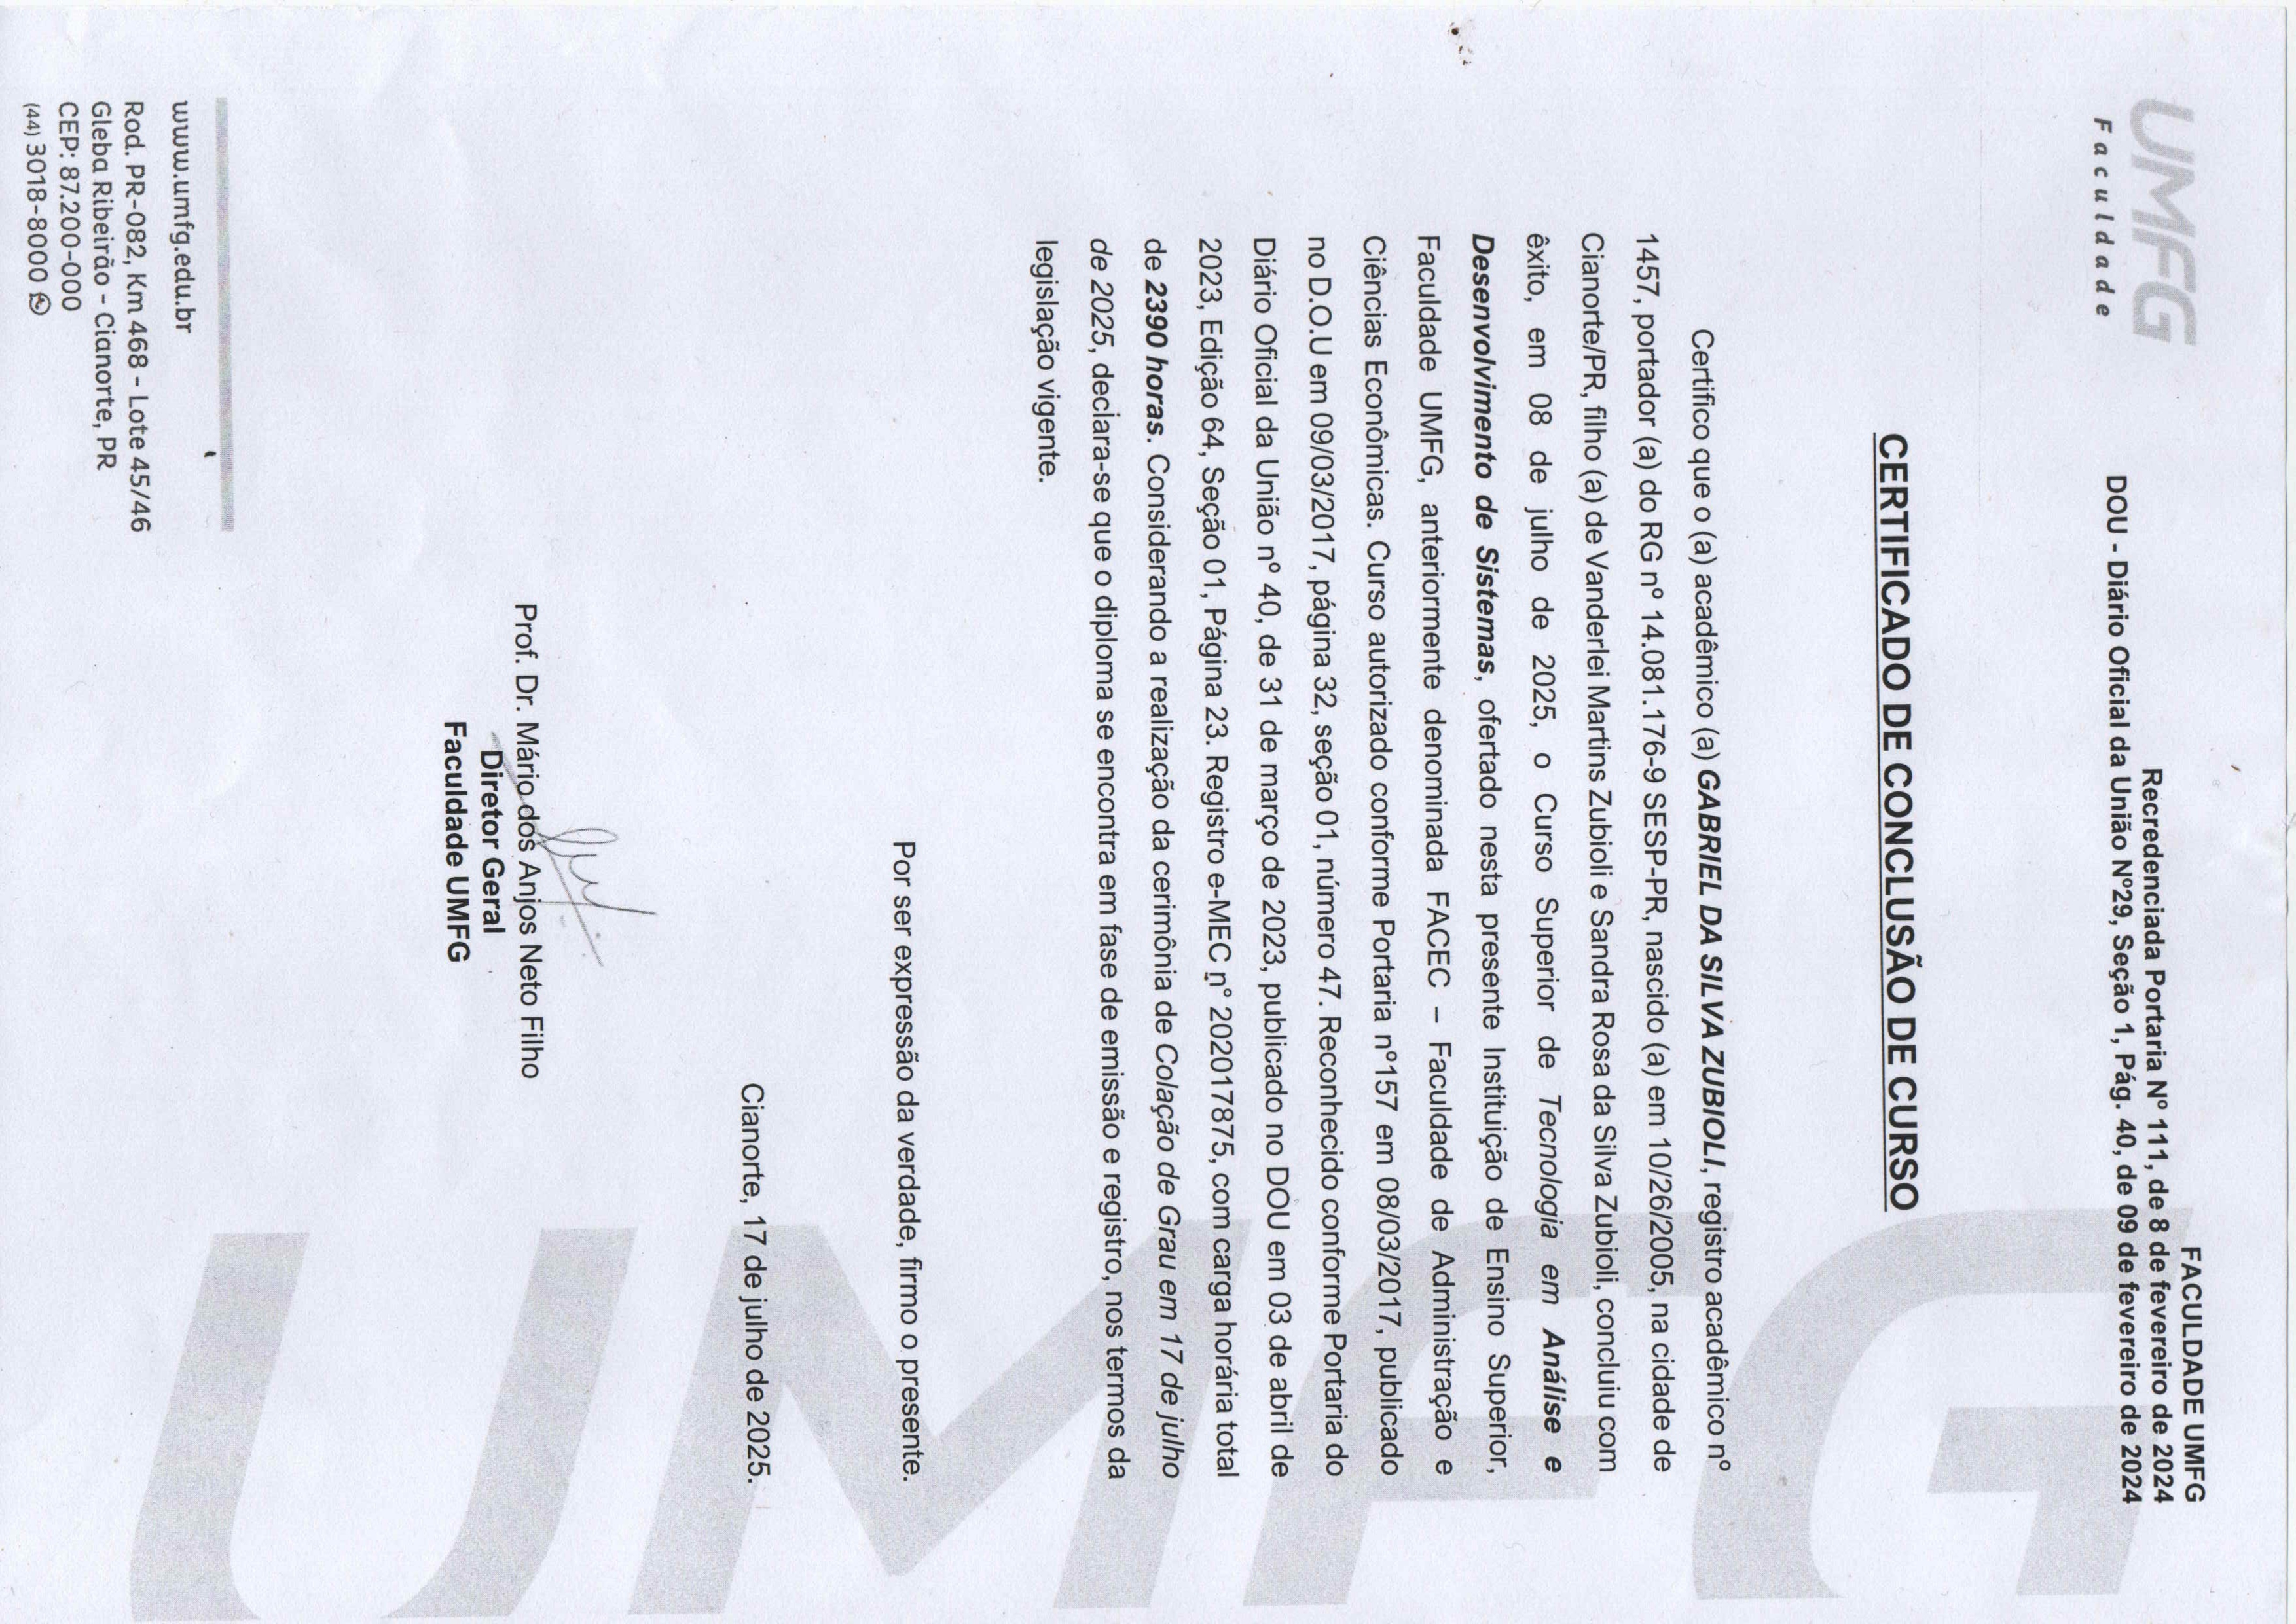 UMFG
Faculdade
FACULDADE UMFG
Recredenciada Portaria Nº 111, de 8 de fevereiro de 2024
DOU - Diário Oficial da União Nº29, Seção 1, Pág. 40, de 09 de fevereiro de 2024
CERTIFICADO DE CONCLUSÃO DE CURSO
Certifico que o (a) acadêmico (a) GABRIEL DA SILVA ZUBIOLI, registro acadêmico nº
1457, portador (a) do RG nº 14.081.176-9 SESP-PR, nascido (a) em 10/26/2005, na cidade de
Cianorte/PR, filho (a) de Vanderlei Martins Zubioli e Sandra Rosa da Silva Zubioli, concluiu com
êxito, em 08 de julho de 2025, o Curso Superior de Tecnologia em Análise e
Desenvolvimento de Sistemas, ofertado nesta presente Instituição de Ensino Superior,
Faculdade UMFG, anteriormente denominada FACEC – Faculdade de Administração e
Ciências Econômicas. Curso autorizado conforme Portaria nº157 em 08/03/2017, publicado
no D.O.U em 09/03/2017, página 32, seção 01, número 47. Reconhecido conforme Portaria do
Diário Oficial da União nº 40, de 31 de março de 2023, publicado no DOU em 03 de abril de
2023, Edição 64, Seção 01, Página 23. Registro e-MEC n° 202017875, com carga horária total
de 2390 horas. Considerando a realização da cerimônia de Colação de Grau em 17 de julho
de 2025, declara-se que o diploma se encontra em fase de emissão e registro, nos termos da
legislação vigente.
Por ser expressão da verdade, firmo o presente.
Cianorte, 17 de julho de 2025.
Prof. Dr. Mário dos Anjos Neto Filho
Diretor Geral
Faculdade UMFG
www.umfg.edu.br
Rod. PR-082, Km 468 - Lote 45/46
Gleba Ribeirão - Cianorte, PR
CEP: 87.200-000
(44) 3018-8000
UMFG